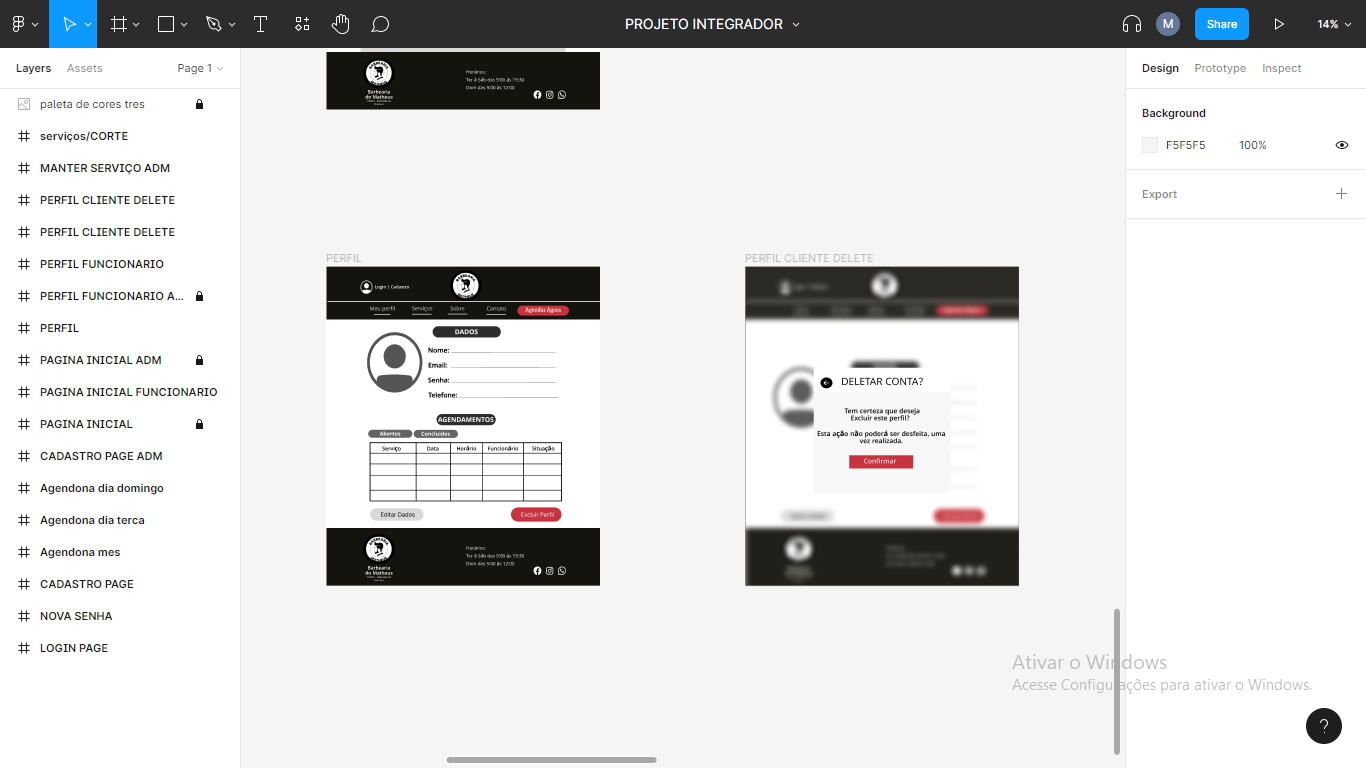 PROJETO INTEGRADOR
M
Share
14%
Layers
Assets
Page 1
paleta de cores tres
serviços/CORTE
MANTER SERVIÇO ADM
PERFIL CLIENTE DELETE
PERFIL CLIENTE DELETE
PERFIL FUNCIONARIO
PERFIL FUNCIONARIO A...
PERFIL
PAGINA INICIAL ADM
PAGINA INICIAL FUNCIONARIO
PAGINA INICIAL
CADASTRO PAGE ADM
Agendona dia domingo
Agendona dia terca
Agendona mes
CADASTRO PAGE
NOVA SENHA
LOGIN PAGE
Barbearia
do Matheus
Horários:
Ter à Sáb das 9:00 às 19:30
Dom das 9:00 às 12:00
PERFIL
Login | Cadastro
BARBEARIA
Meu perfil
Serviços
Sobre
Contato
Agendar Agora
DADOS
Nome:
Email:
Senha:
Telefone:
AGENDAMENTOS
Abertos
Concluídos
Serviço
Data
Horário
Funcionário
Situação
Editar Dados
Excluir Perfil
BARBEARIA
Barbearia
do Matheus
Horários:
Ter à Sáb das 9:00 às 19:30
Dom das 9:00 às 12:00
PERFIL CLIENTE DELETE
DELETAR CONTA?
Tem certeza que deseja
Excluir este perfil?
Esta ação não poderá ser desfeita, uma
vez realizada.
Confirmar
Design
Prototype
Inspect
Background
F5F5F5
100%
Export
Ativar o Windows
Acesse Configurações para ativar o Windows.
?